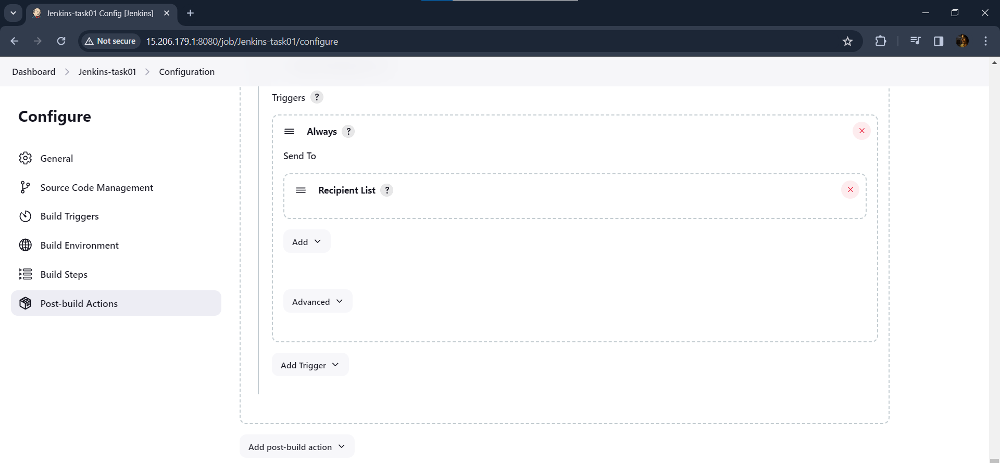 Jenkins-task01 Config [Jenkins]
Not secure
15.206.179.1:8080/job/Jenkins-task01/configure
Dashboard
Jenkins-task01
Configuration
Configure
General
Source Code Management
Build Triggers
Build Environment
Build Steps
Post-build Actions
Triggers ?
Always ?
Send To
Recipient List ?
Add
Advanced
Add Trigger
Add post-build action